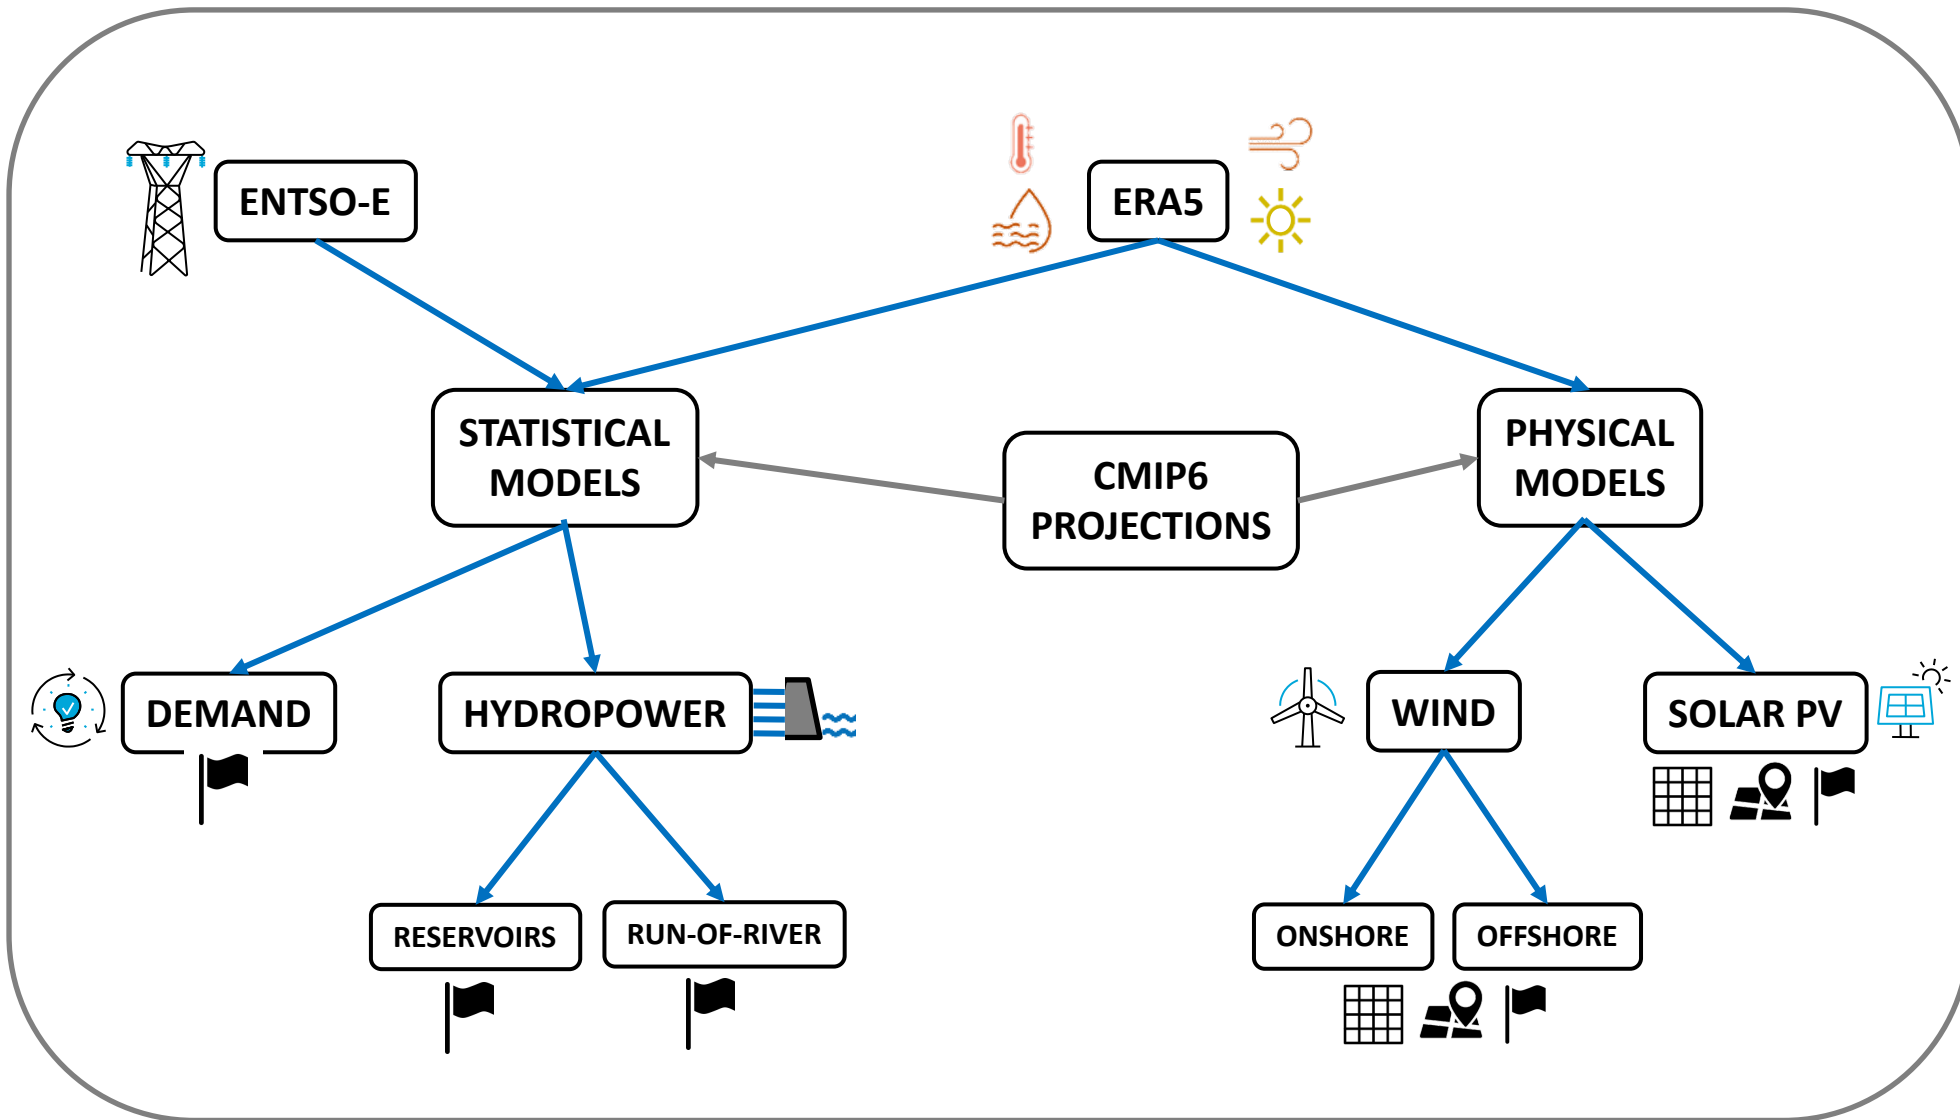 ENTSO-E
ERA5
STATISTICAL
MODELS
CMIP6
PROJECTIONS
PHYSICAL
MODELS
DEMAND
HYDROPOWER
WIND
SOLAR PV
RESERVOIRS
RUN-OF-RIVER
ONSHORE
OFFSHORE